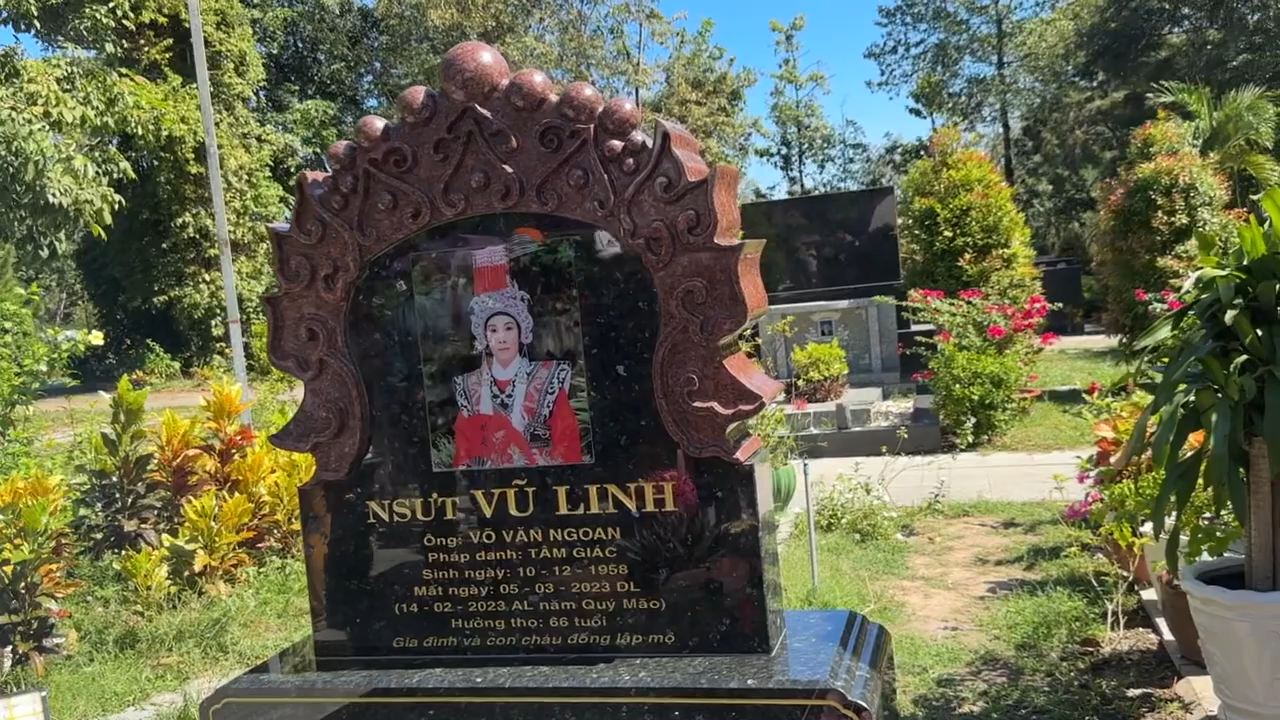 NSƯT VŨ LINH
Ông: VÕ VĂN NGOAN
Pháp danh: TÂM GIÁC
Sinh ngày: 10 - 12 - 1958
Mất ngày: 05 - 03 - 2023 DL
(14 - 02 - 2023 AL năm Quý Mão)
Hưởng thọ: 66 tuổi
Gia đình và con cháu đồng lập mộ